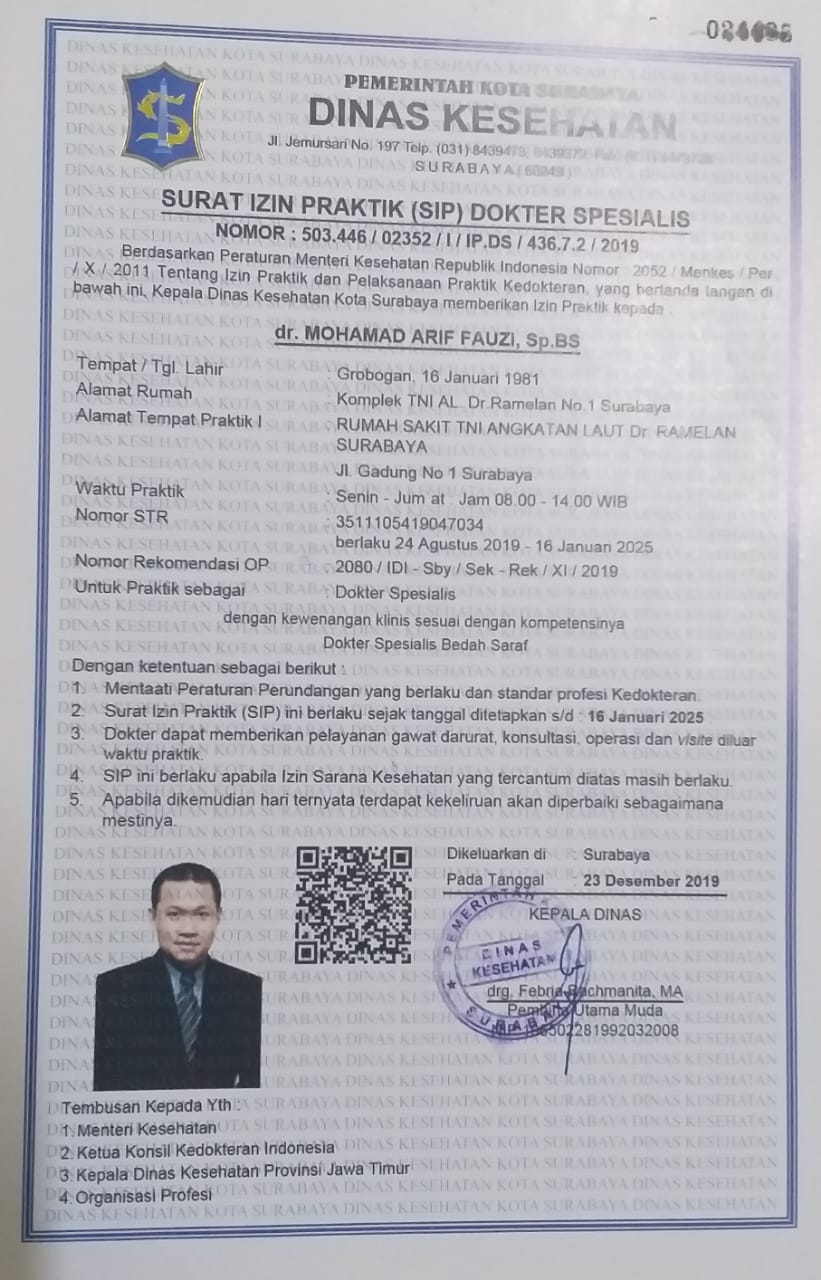 PEMERINTAH KOTA SURABAYA
DINAS KESEHATAN
Jl. Jemursari No. 197 Telp. (031) 8439473,
SURABAYA
SURAT IZIN PRAKTIK (SIP) DOKTER SPESIALIS
NOMOR : 503.446 / 02352 / I / IP.DS / 436.7.2 / 2019
Berdasarkan Peraturan Menteri Kesehatan Republik Indonesia Nomor : 2052 / Menkes / Per
/ X / 2011 Tentang Izin Praktik dan Pelaksanaan Praktik Kedokteran, yang bertanda tangan di
bawah ini, Kepala Dinas Kesehatan Kota Surabaya memberikan Izin Praktik kepada :
dr. MOHAMAD ARIF FAUZI, Sp.BS
Tempat / Tgl. Lahir : Grobogan, 16 Januari 1981
Alamat Rumah : Komplek TNI AL. Dr.Ramelan No.1 Surabaya
Alamat Tempat Praktik I : RUMAH SAKIT TNI ANGKATAN LAUT Dr. RAMELAN
SURABAYA
Jl. Gadung No 1 Surabaya
Waktu Praktik : Senin - Jum'at : Jam 08.00 - 14.00 WIB
Nomor STR : 3511105419047034
berlaku 24 Agustus 2019 - 16 Januari 2025
Nomor Rekomendasi OP : 2080 / IDI - Sby / Sek - Rek / XI / 2019
Untuk Praktik sebagai : Dokter Spesialis
dengan kewenangan klinis sesuai dengan kompetensinya
Dokter Spesialis Bedah Saraf
Dengan ketentuan sebagai berikut :
1. Mentaati Peraturan Perundangan yang berlaku dan standar profesi Kedokteran.
2. Surat Izin Praktik (SIP) ini berlaku sejak tanggal ditetapkan s/d : 16 Januari 2025
3. Dokter dapat memberikan pelayanan gawat darurat, konsultasi, operasi dan visite diluar
waktu praktik.
4. SIP ini berlaku apabila Izin Sarana Kesehatan yang tercantum diatas masih berlaku.
5. Apabila dikemudian hari ternyata terdapat kekeliruan akan diperbaiki sebagaimana
mestinya.
Dikeluarkan di : Surabaya
Pada Tanggal : 23 Desember 2019
KEPALA DINAS
PEMERINTAH
DINAS
KESEHATAN
SURABAYA
drg. Febria Rachmanita, MA
Pembina Utama Muda
Tembusan Kepada Yth :
1. Menteri Kesehatan
2. Ketua Konsil Kedokteran Indonesia
3. Kepala Dinas Kesehatan Provinsi Jawa Timur
4. Organisasi Profesi